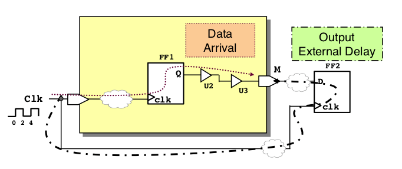 Data
Arrival
Output
External Delay
FF1
Q
U2
U3
M
FF2
D
Clk
clk
clk
0 2 4